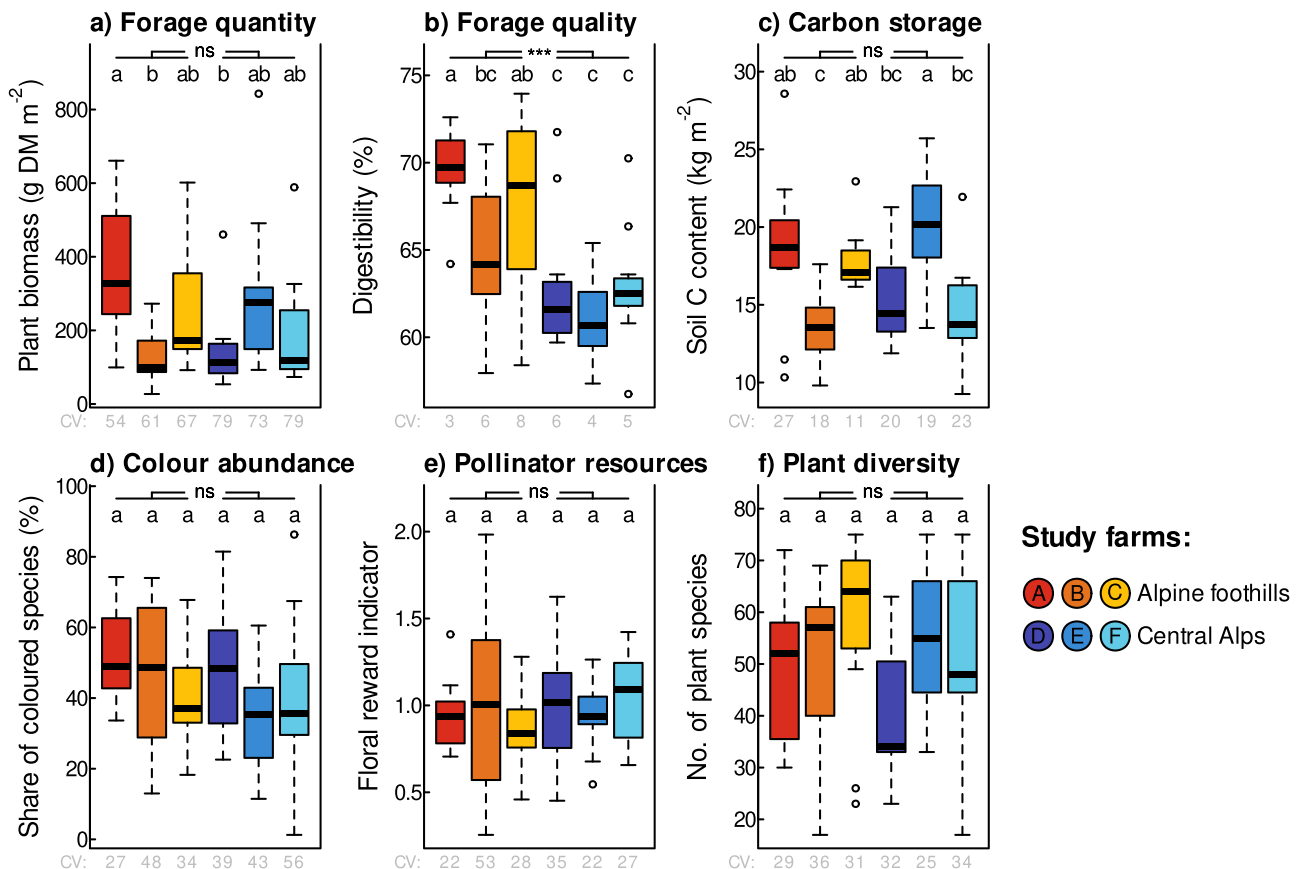 a) Forage quantity
b) Forage quality
c) Carbon storage
ns
***
ns
a b ab b ab ab
a bc ab c c c
ab c ab bc a bc
Plant biomass (g DM m-2)
800
600
400
200
0
Digestibility (%)
75
70
65
60
Soil C content (kg m-2)
30
25
20
15
10
CV: 54 61 67 79 73 79
CV: 3 6 8 6 4 5
CV: 27 18 11 20 19 23
d) Colour abundance
e) Pollinator resources
f) Plant diversity
ns
ns
ns
a a a a a a
a a a a a a
a a a a a a
Share of coloured species (%)
100
80
60
40
20
0
Floral reward indicator
2.0
1.5
1.0
0.5
No. of plant species
80
70
60
50
40
30
20
CV: 27 48 34 39 43 56
CV: 22 53 28 35 22 27
CV: 29 36 31 32 25 34
Study farms:
A B C Alpine foothills
D E F Central Alps